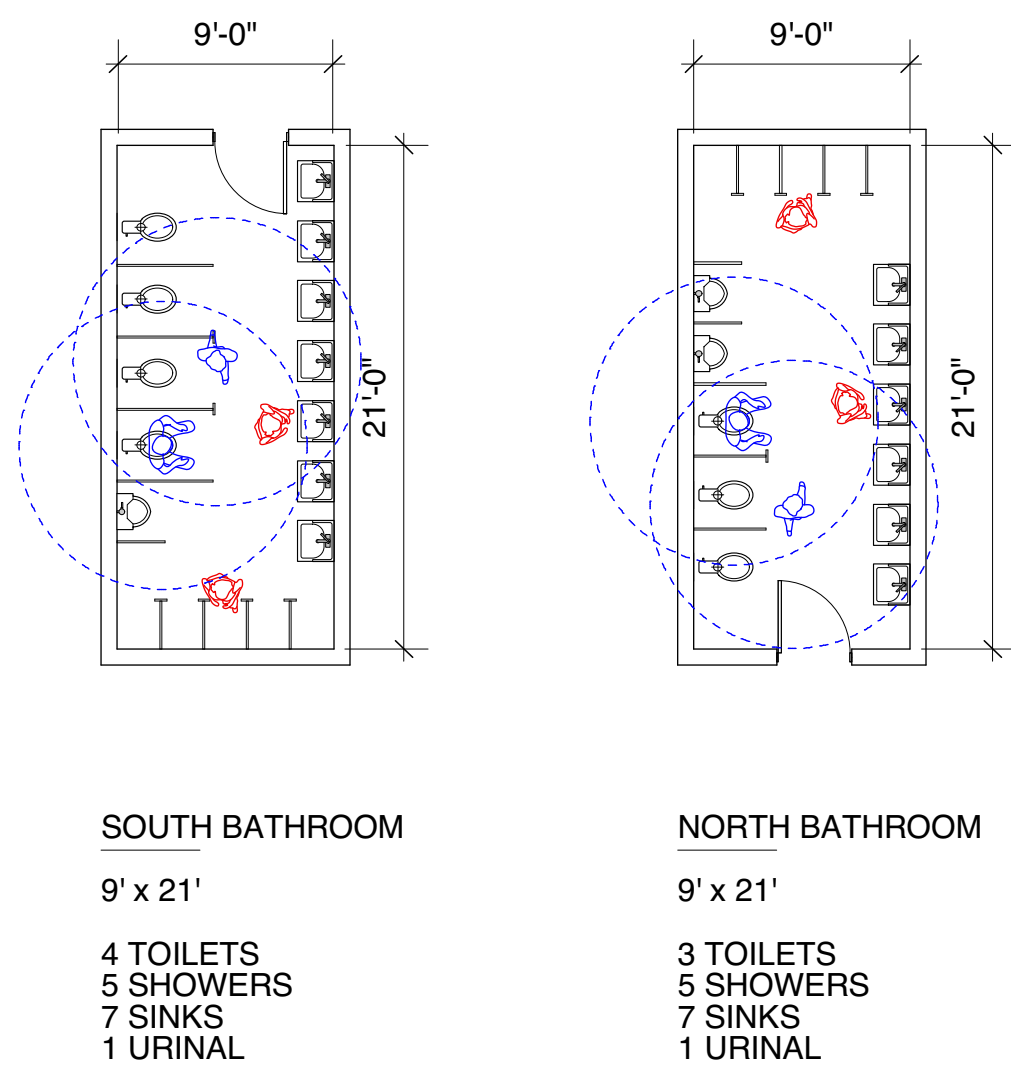 9'-0"
21'-0"
SOUTH BATHROOM
9' x 21'
4 TOILETS
5 SHOWERS
7 SINKS
1 URINAL
9'-0"
21'-0"
NORTH BATHROOM
9' x 21'
3 TOILETS
5 SHOWERS
7 SINKS
1 URINAL